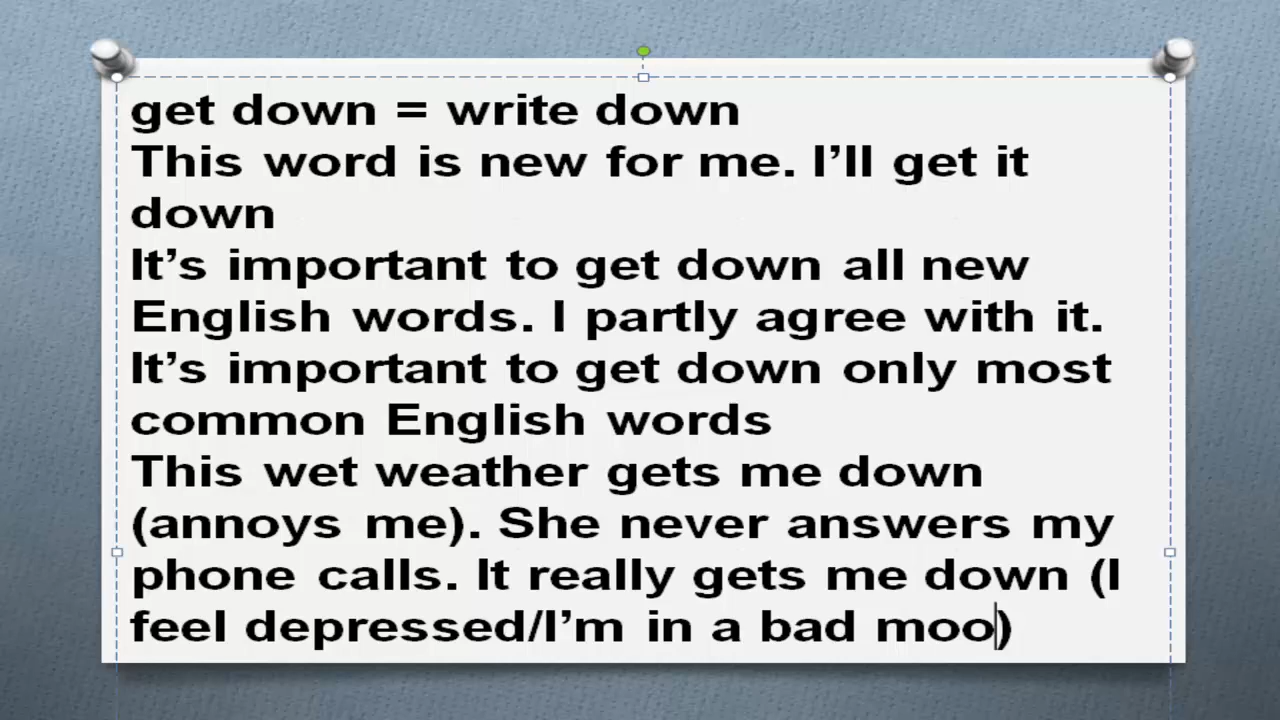 get down = write down
This word is new for me. I’ll get it
down
It’s important to get down all new
English words. I partly agree with it.
It’s important to get down only most
common English words
This wet weather gets me down
(annoys me). She never answers my
phone calls. It really gets me down (I
feel depressed/I’m in a bad moo)